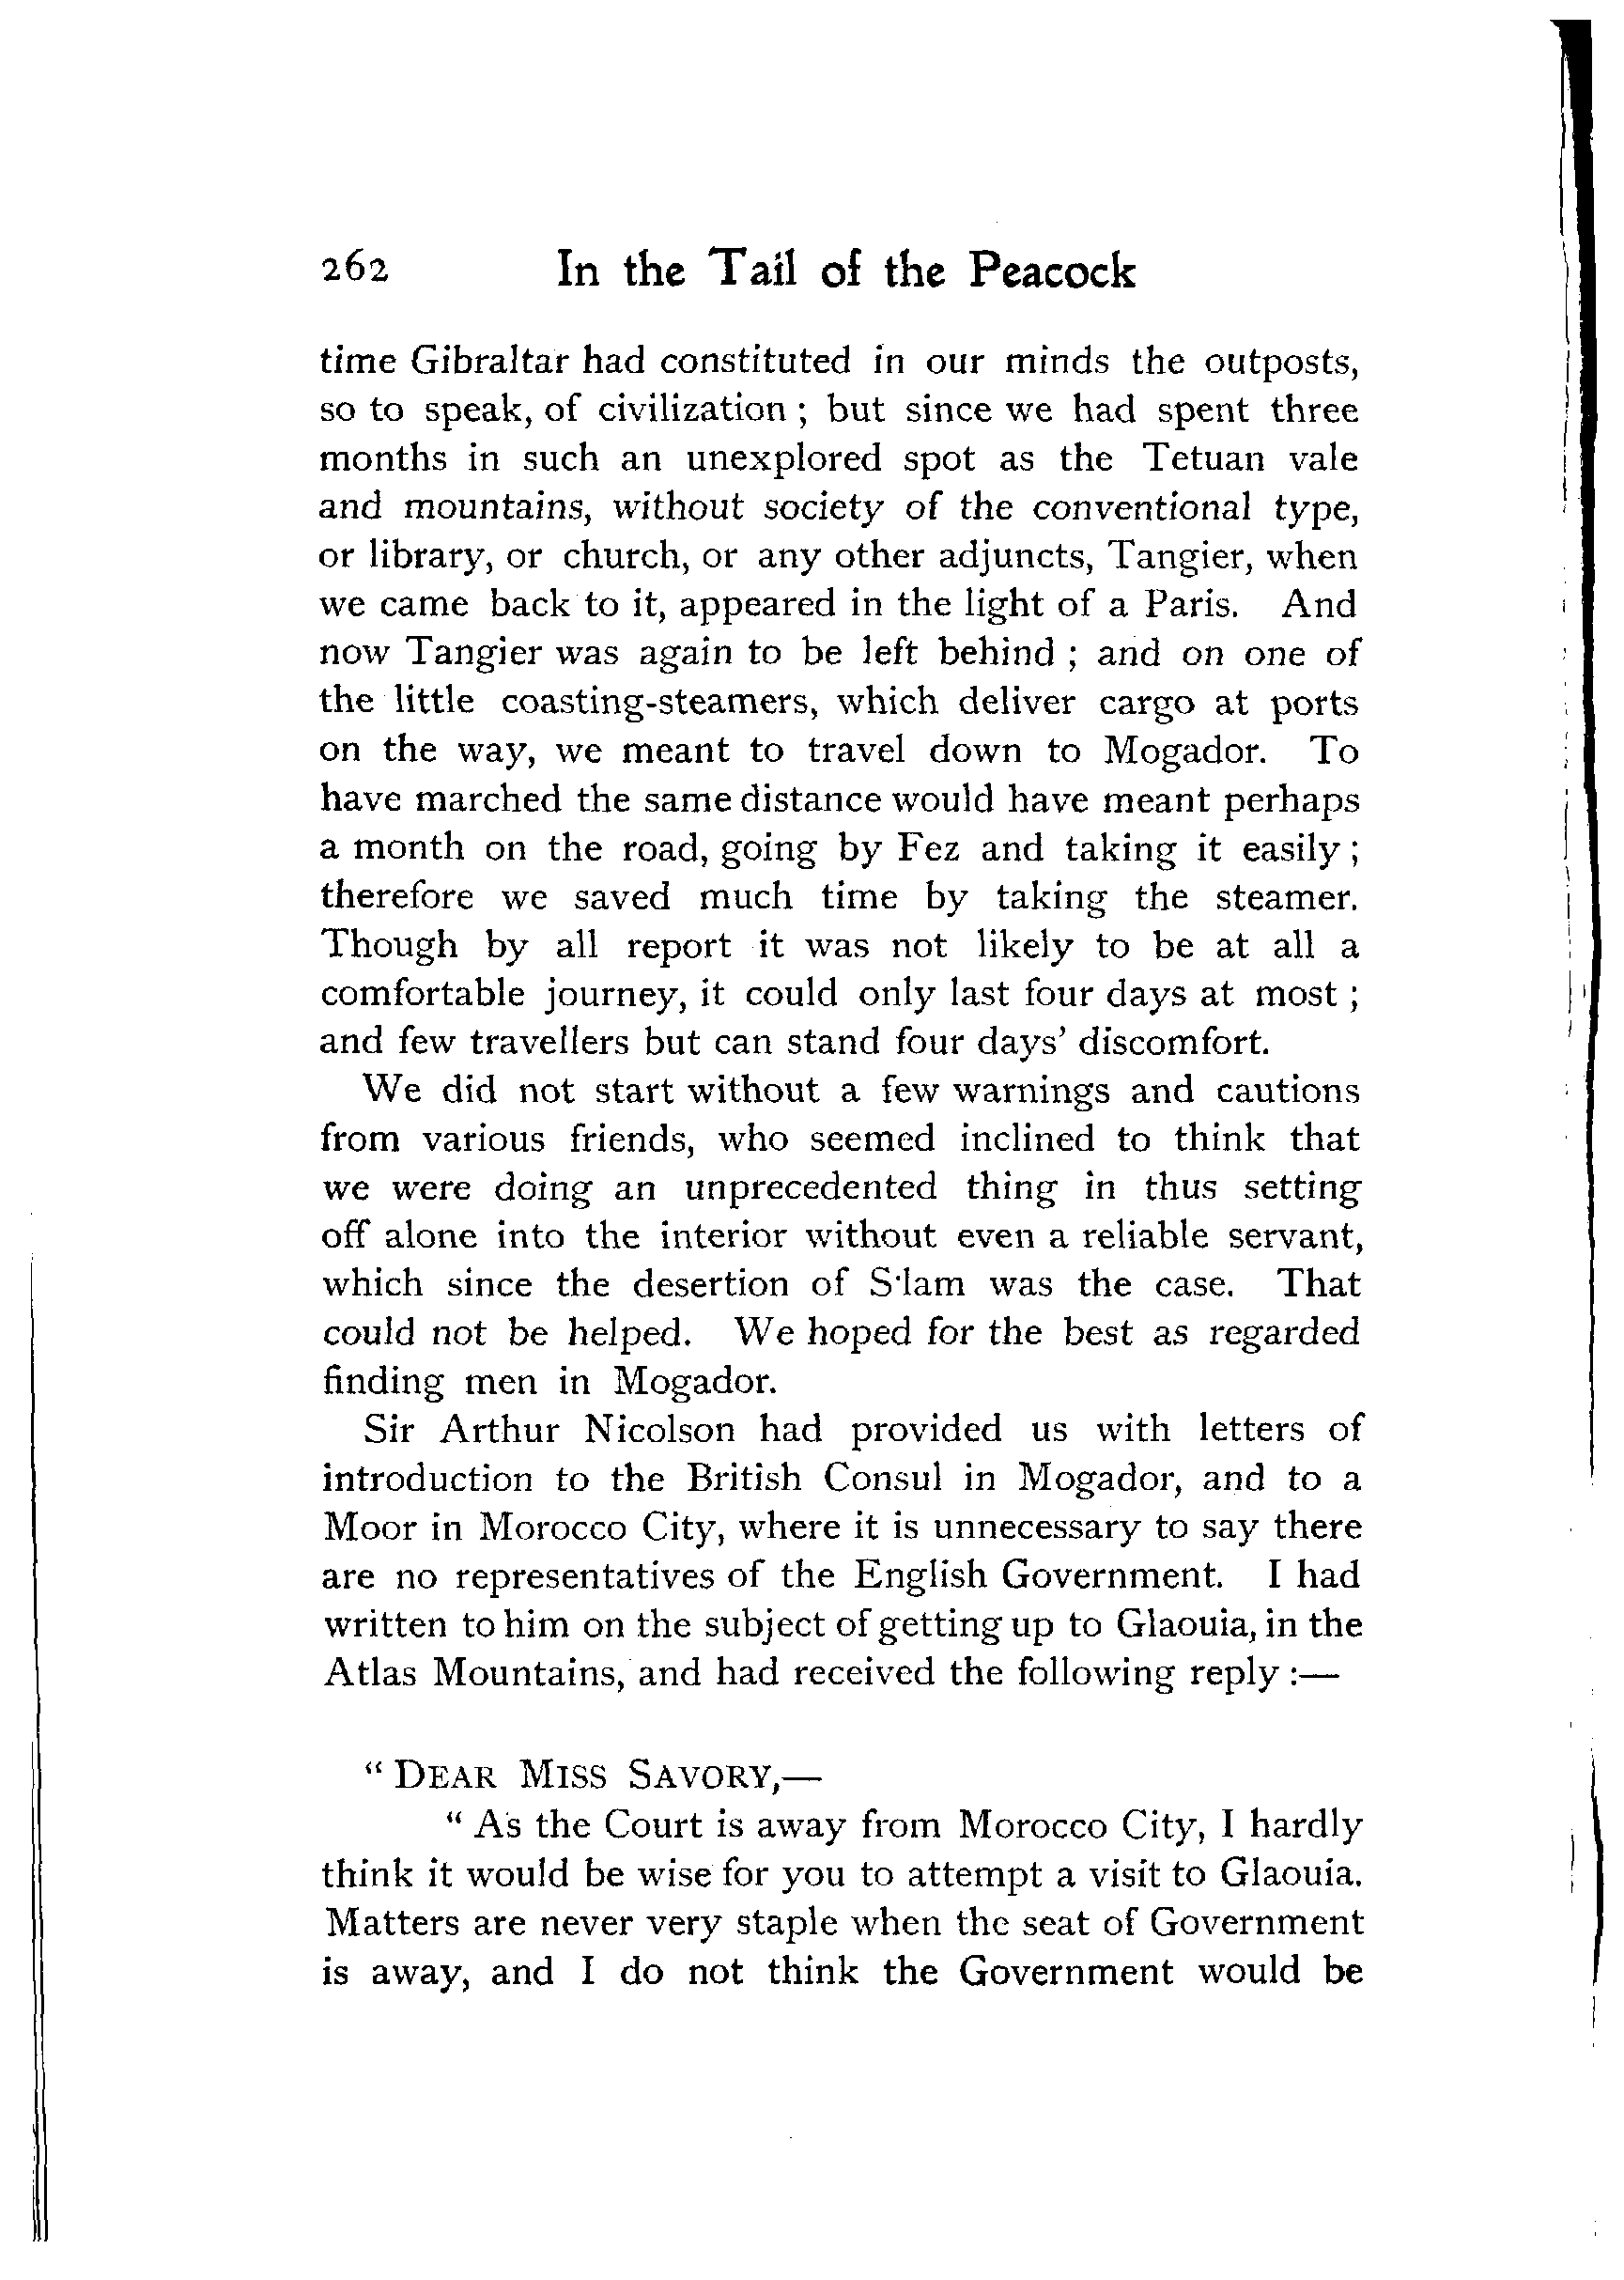 262 In the Tail of the Peacock
time Gibraltar had constituted in our minds the outposts,
so to speak, of civilization ; but since we had spent three
months in such an unexplored spot as the Tetuan vale
and mountains, without society of the conventional type,
or library, or church, or any other adjuncts, Tangier, when
we came back to it, appeared in the light of a Paris. And
now Tangier was again to be left behind ; and on one of
the little coasting-steamers, which deliver cargo at ports
on the way, we meant to travel down to Mogador. To
have marched the same distance would have meant perhaps
a month on the road, going by Fez and taking it easily ;
therefore we saved much time by taking the steamer.
Though by all report it was not likely to be at all a
comfortable journey, it could only last four days at most ;
and few travellers but can stand four days' discomfort.
We did not start without a few warnings and cautions
from various friends, who seemed inclined to think that
we were doing an unprecedented thing in thus setting
off alone into the interior without even a reliable servant,
which since the desertion of S'lam was the case. That
could not be helped. We hoped for the best as regarded
finding men in Mogador.
Sir Arthur Nicolson had provided us with letters of
introduction to the British Consul in Mogador, and to a
Moor in Morocco City, where it is unnecessary to say there
are no representatives of the English Government. I had
written to him on the subject of getting up to Glaouia, in the
Atlas Mountains, and had received the following reply :—
" DEAR MISS SAVORY,—
" As the Court is away from Morocco City, I hardly
think it would be wise for you to attempt a visit to Glaouia.
Matters are never very staple when the seat of Government
is away, and I do not think the Government would be